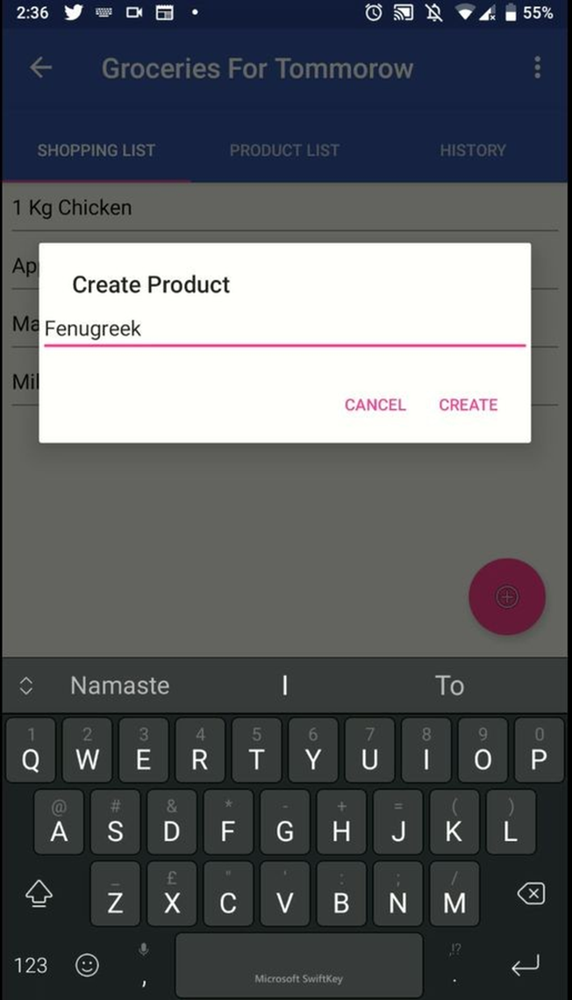 2:36
55%
Groceries For Tommorow
SHOPPING LIST PRODUCT LIST HISTORY
1 Kg Chicken
Ap
Create Product
Ma
Fenugreek
Mil
CANCEL CREATE
Namaste I To
1 2 3 4 5 6 7 8 9 0
Q W E R T Y U I O P
@ # & * - + = ( )
A S D F G H J K L
_ £ " ' : ; /
Z X C V B N M
123 , ,!? .
Microsoft SwiftKey